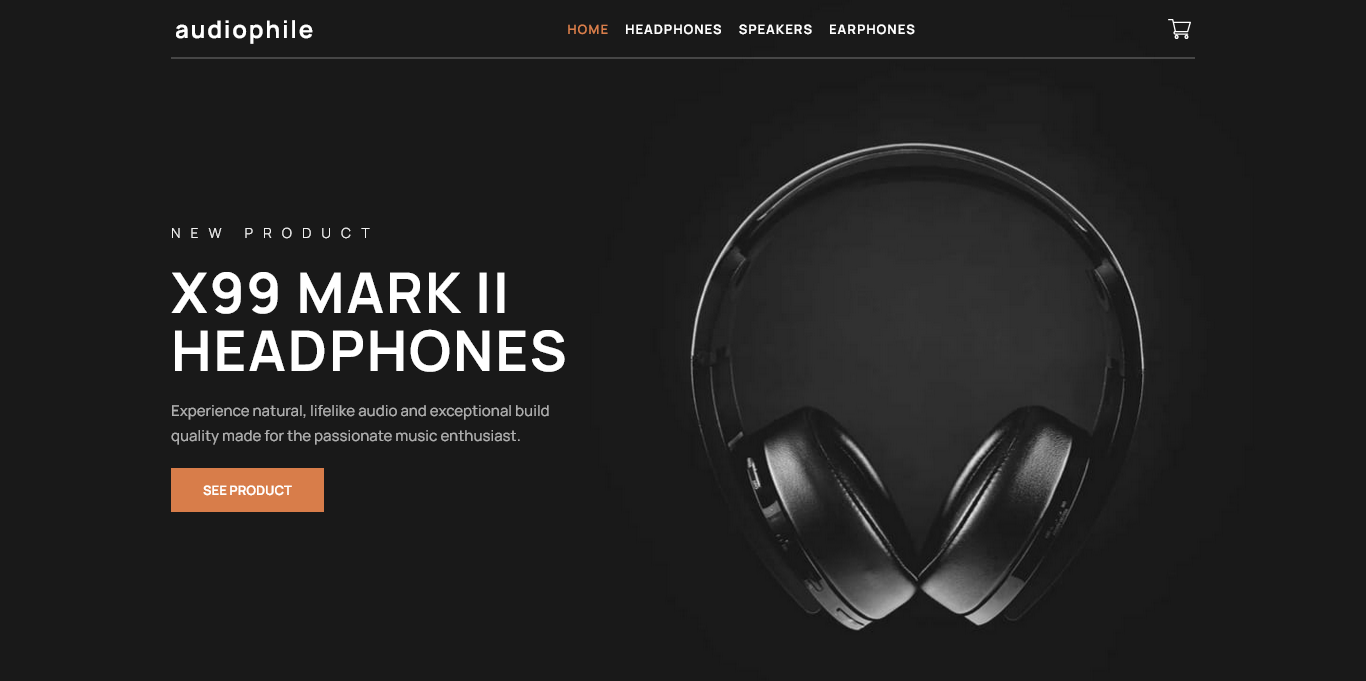 audiophile
HOME HEADPHONES SPEAKERS EARPHONES
NEW PRODUCT
X99 MARK II
HEADPHONES
Experience natural, lifelike audio and exceptional build
quality made for the passionate music enthusiast.
SEE PRODUCT